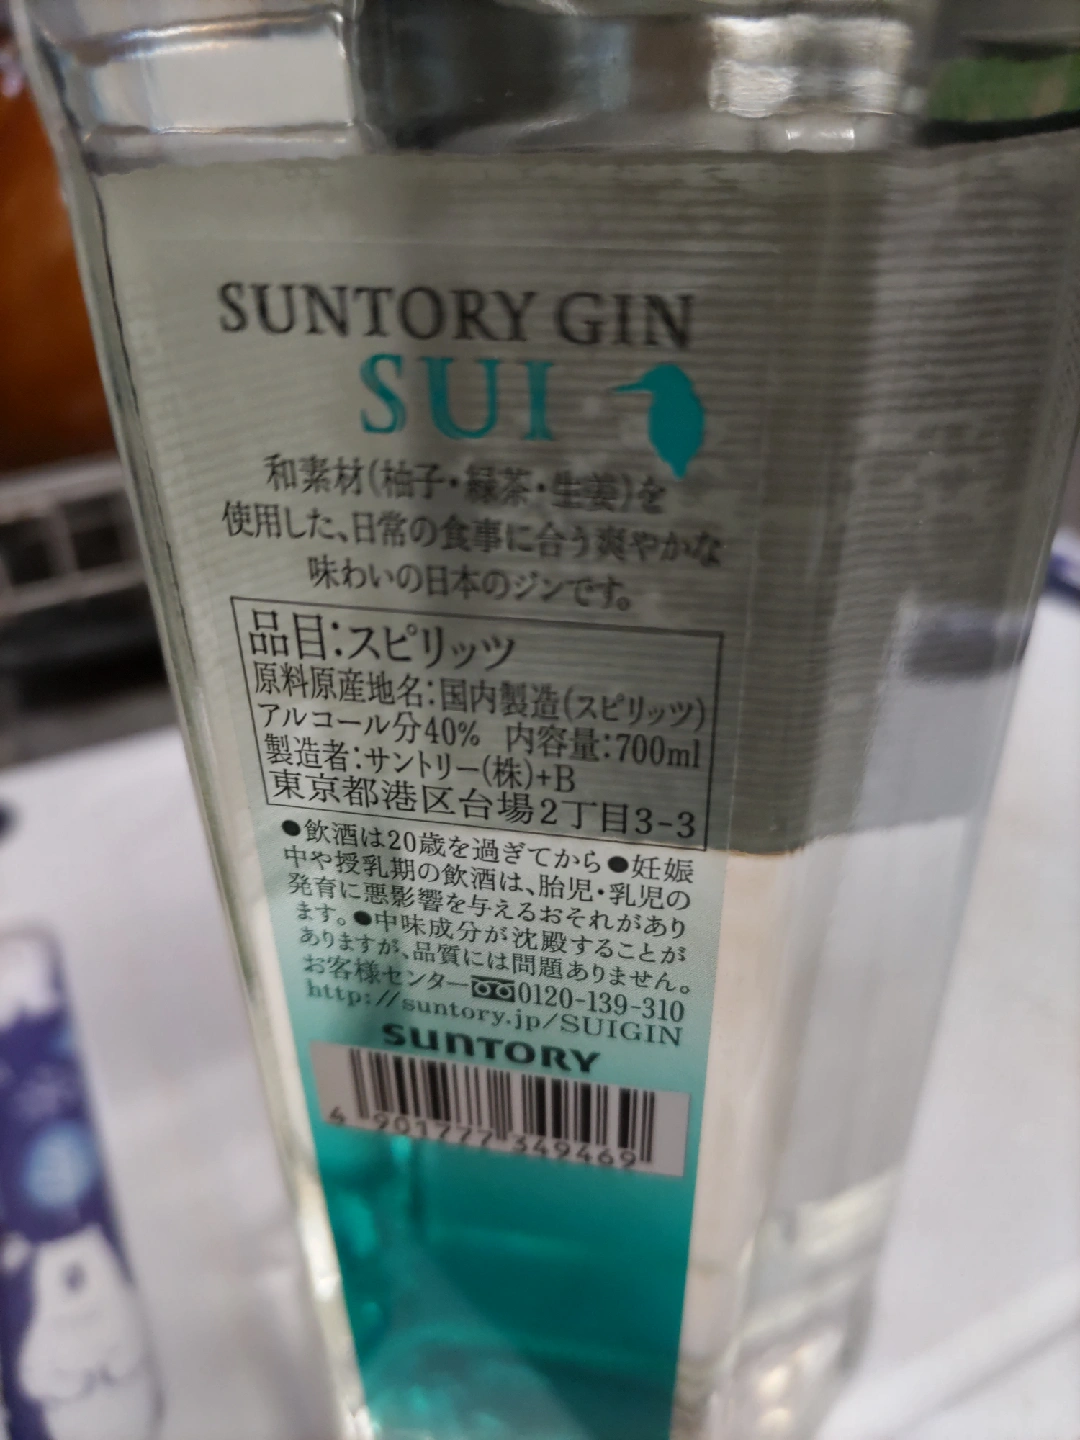 SUNTORY GIN
SUI
和素材(柚子・緑茶・生姜)を
使用した、日常の食事に合う爽やかな
味わいの日本のジンです。
品目:スピリッツ
原料原産地名:国内製造(スピリッツ)
アルコール分40% 内容量:700ml
製造者:サントリー(株)+B
東京都港区台場2丁目3-3
●飲酒は20歳を過ぎてから●妊娠
中や授乳期の飲酒は、胎児・乳児の
発育に悪影響を与えるおそれがあり
ます。●中味成分が沈殿することが
ありますが、品質には問題ありません。
お客様センター 0120-139-310
http://suntory.jp/SUIGIN
SUNTORY
4 901777 349469